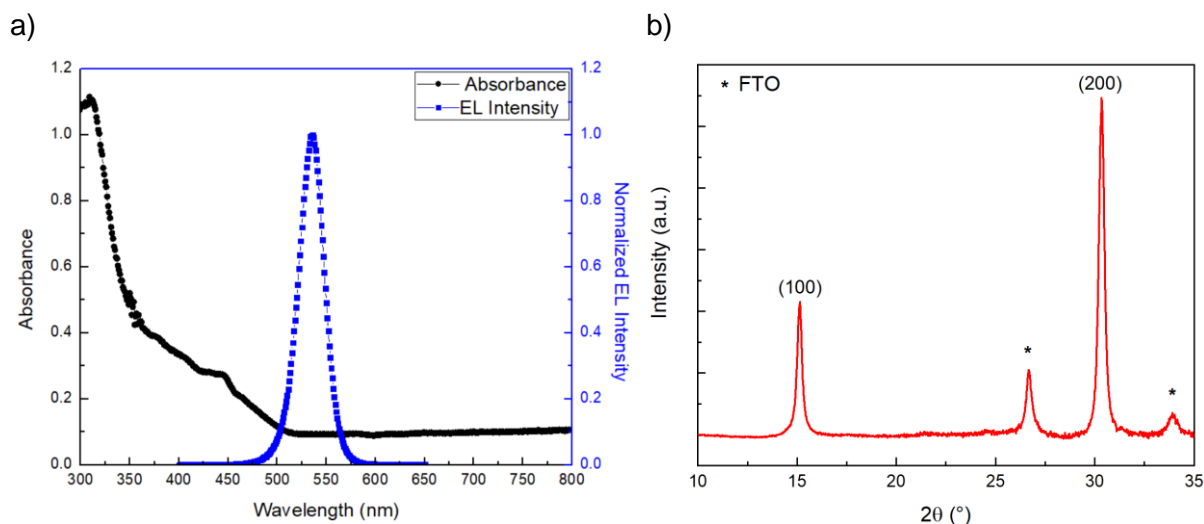 a)
1.2
1.0
0.8
0.6
0.4
0.2
0.0
Absorbance
Absorbance
EL Intensity
1.2
1.0
0.8
0.6
0.4
0.2
0.0
Normalized EL Intensity
300 350 400 450 500 550 600 650 700 750 800
Wavelength (nm)
b)
* FTO
(100)
*
(200)
*
Intensity (a.u.)
10 15 20 25 30 35
2θ (°)